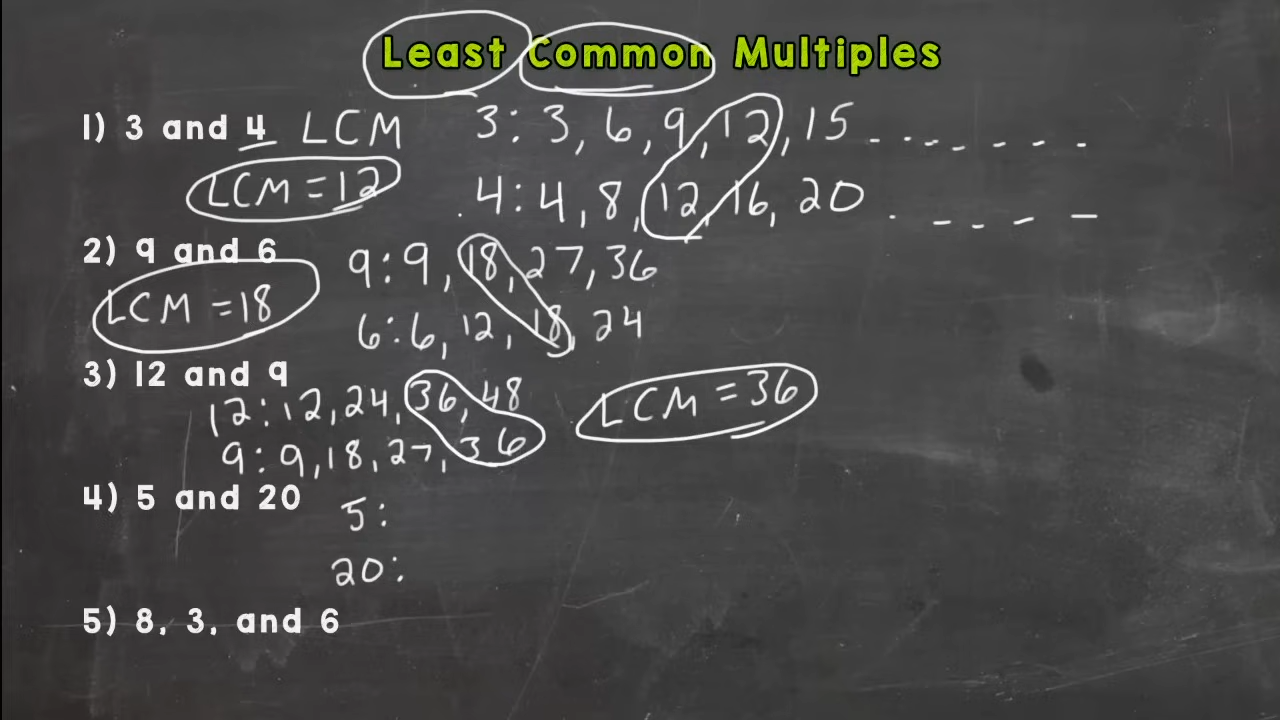 Least Common Multiples
1) 3 and 4 LCM 3: 3, 6, 9, 12, 15 . . . - - - -
LCM = 12 4: 4, 8, 12, 16, 20 . - - - -
2) 9 and 6 9: 9, 18, 27, 36
LCM = 18 6: 6, 12, 18, 24
3) 12 and 9
12: 12, 24, 36, 48 LCM = 36
9: 9, 18, 27, 36
4) 5 and 20 5:
20:
5) 8, 3, and 6